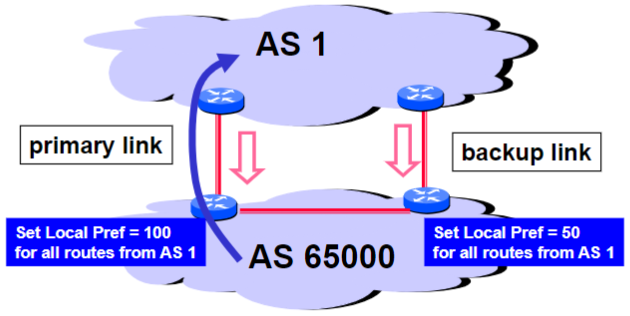 AS 1
primary link
backup link
Set Local Pref = 100
for all routes from AS 1
AS 65000
Set Local Pref = 50
for all routes from AS 1